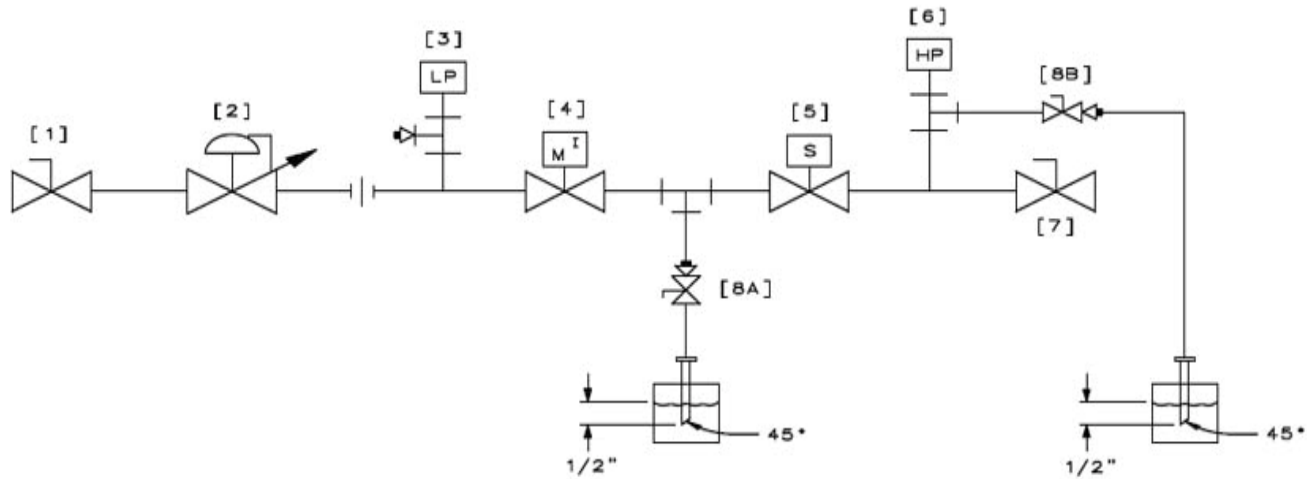 [6]
[3]
HP
[8B]
LP
[2]
[4]
[5]
[1]
M I
S
[7]
[8A]
45°
1/2"
45°
1/2"